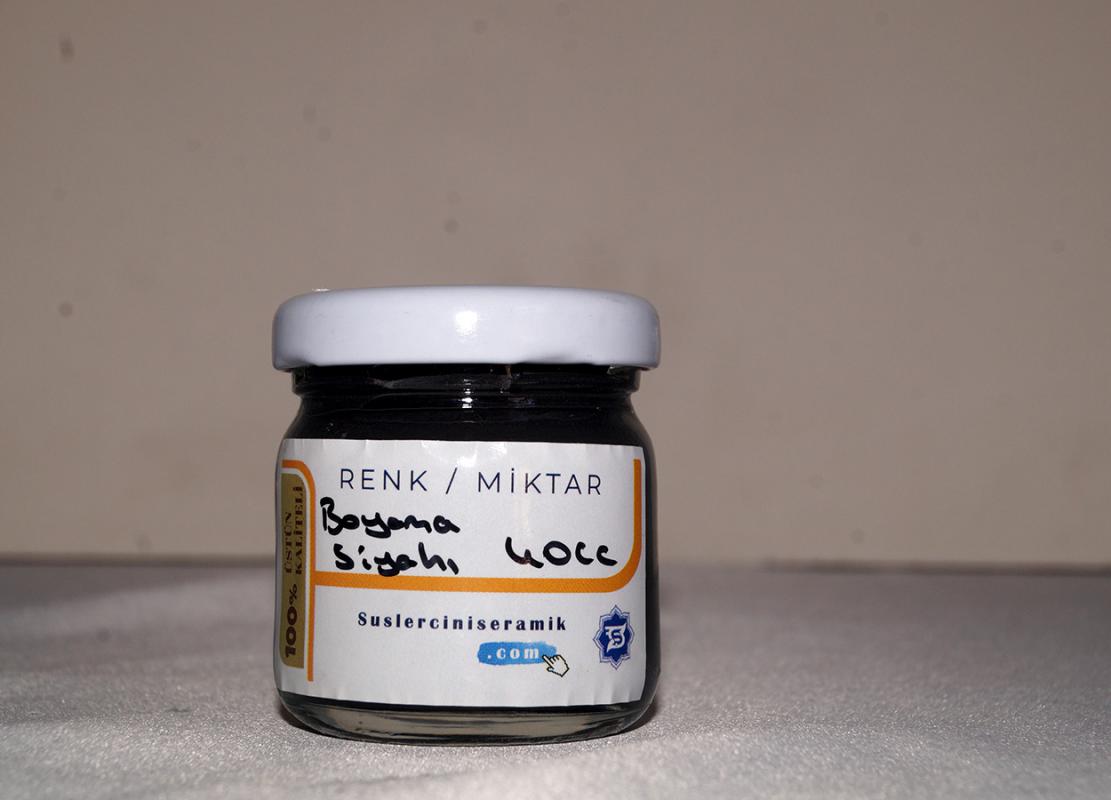 RENK / MİKTAR
Boyama
Siyahı 40cc
100% ÜSTÜN
KALİTELİ
Suslerciniseramik
.com